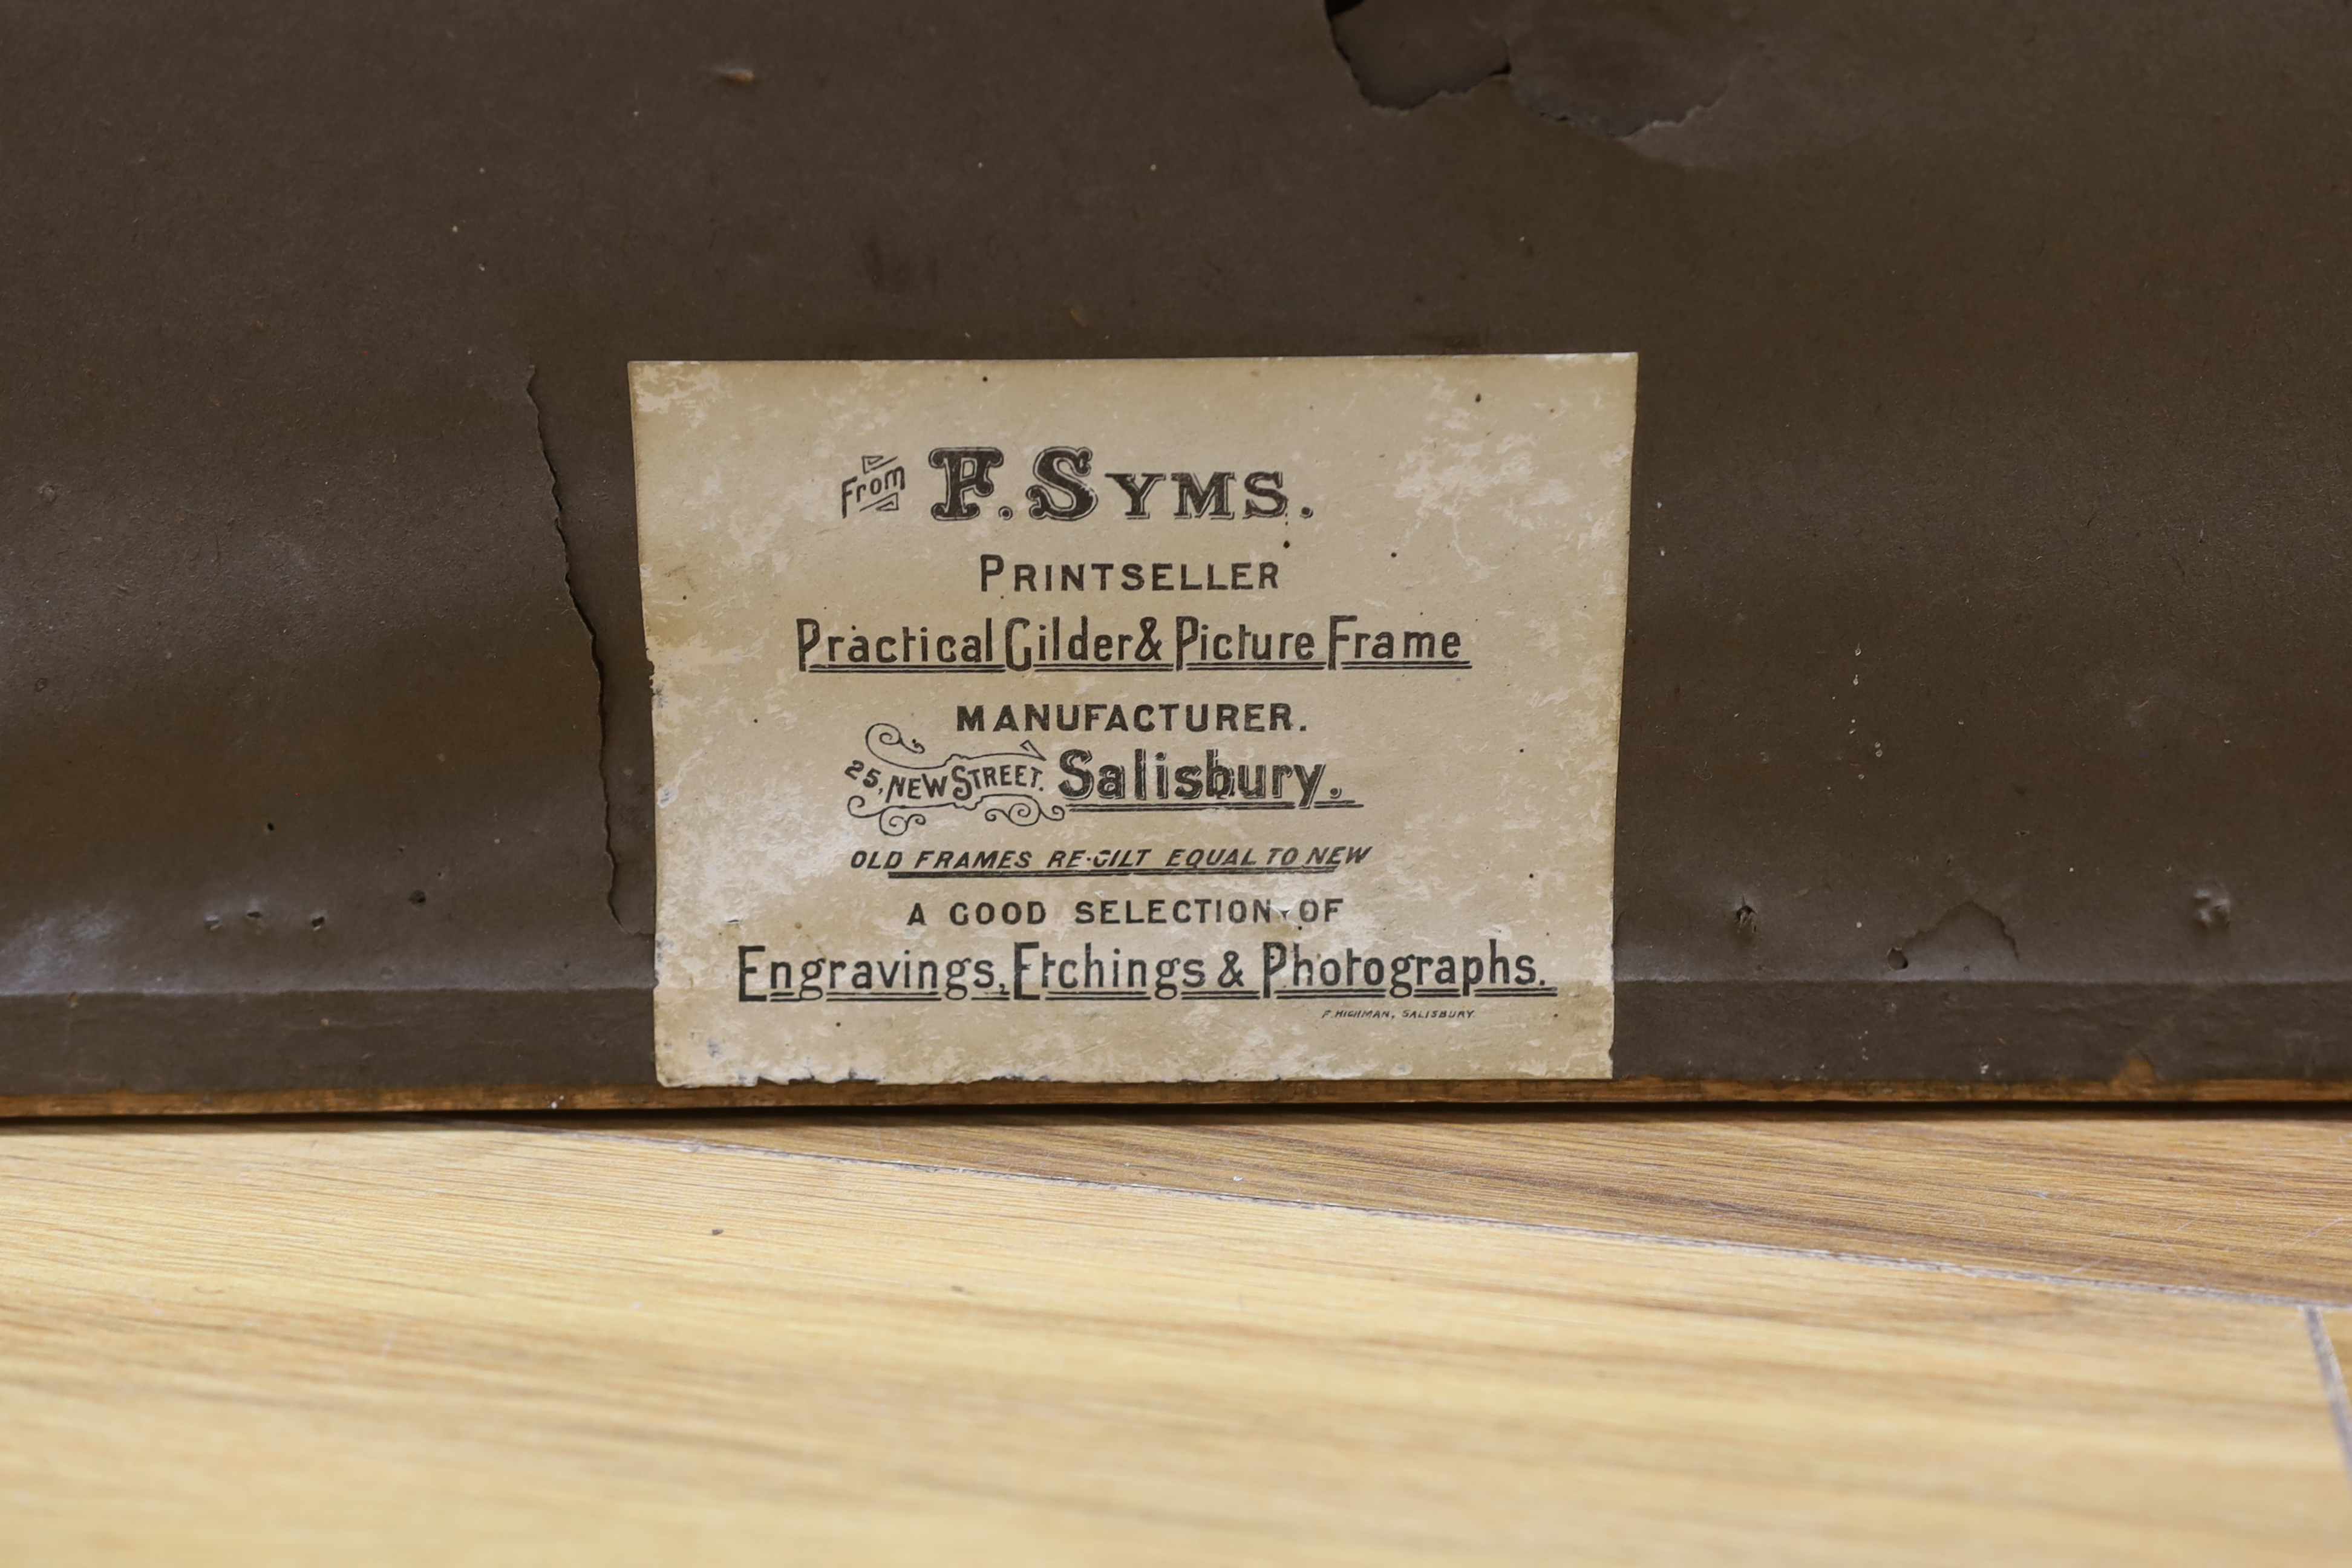 From F. SYMS.
PRINTSELLER
Practical Gilder & Picture Frame
MANUFACTURER.
25, NEW STREET. Salisbury.
OLD FRAMES RE-GILT EQUAL TO NEW
A GOOD SELECTION OF
Engravings, Etchings & Photographs.
F. HIGHMAN, SALISBURY.